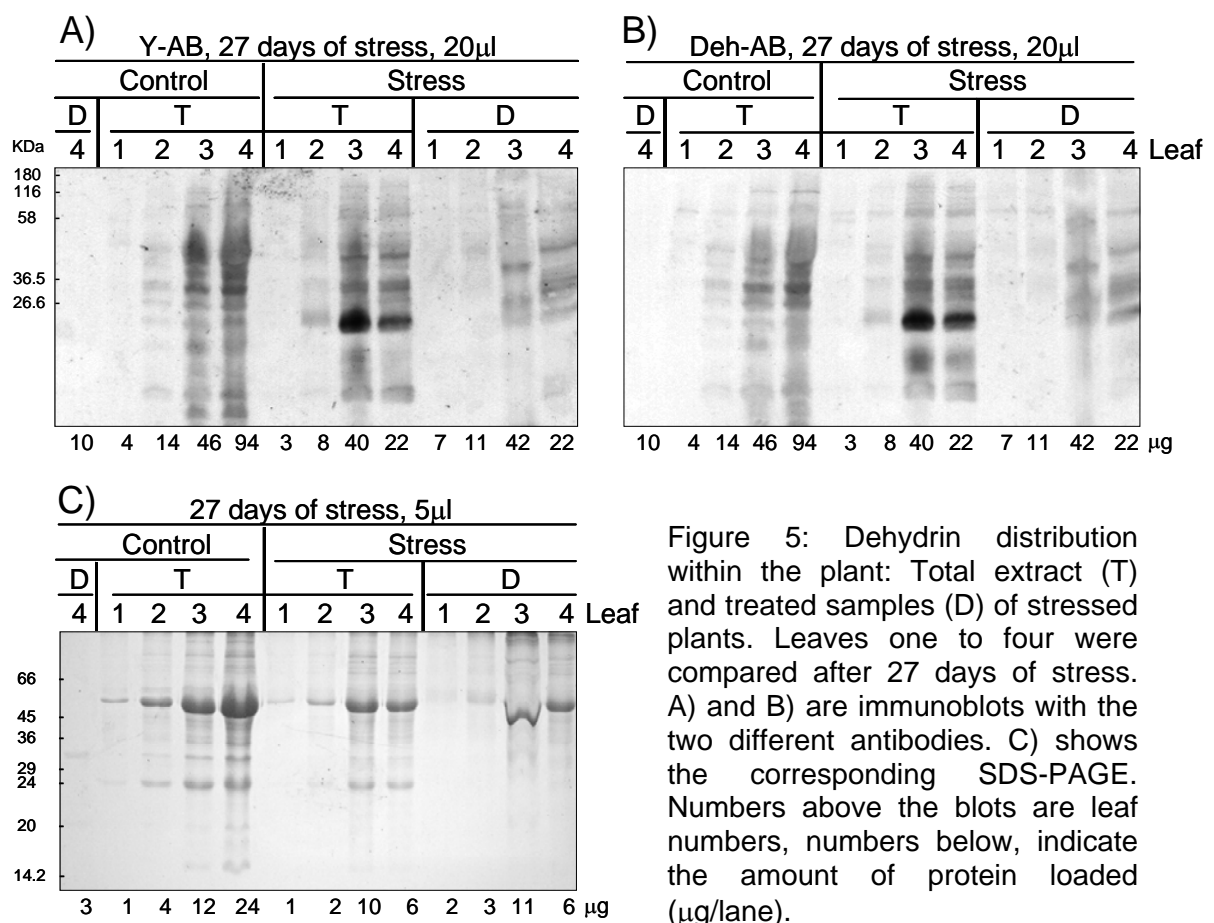 A)
Y-AB, 27 days of stress, 20µl
Control Stress
D T T D
4 1 2 3 4 1 2 3 4 1 2 3 4
KDa
180
116
58
36.5
26.6
10 4 14 46 94 3 8 40 22 7 11 42 22
B)
Deh-AB, 27 days of stress, 20µl
Control Stress
D T T D
4 1 2 3 4 1 2 3 4 1 2 3 4 Leaf
10 4 14 46 94 3 8 40 22 7 11 42 22 µg
C)
27 days of stress, 5µl
Control Stress
D T T D
4 1 2 3 4 1 2 3 4 1 2 3 4 Leaf
66
45
36
29
24
20
14.2
3 1 4 12 24 1 2 10 6 2 3 11 6 µg
Figure 5: Dehydrin distribution
within the plant: Total extract (T)
and treated samples (D) of stressed
plants. Leaves one to four were
compared after 27 days of stress.
A) and B) are immunoblots with the
two different antibodies. C) shows
the corresponding SDS-PAGE.
Numbers above the blots are leaf
numbers, numbers below, indicate
the amount of protein loaded
(µg/lane).